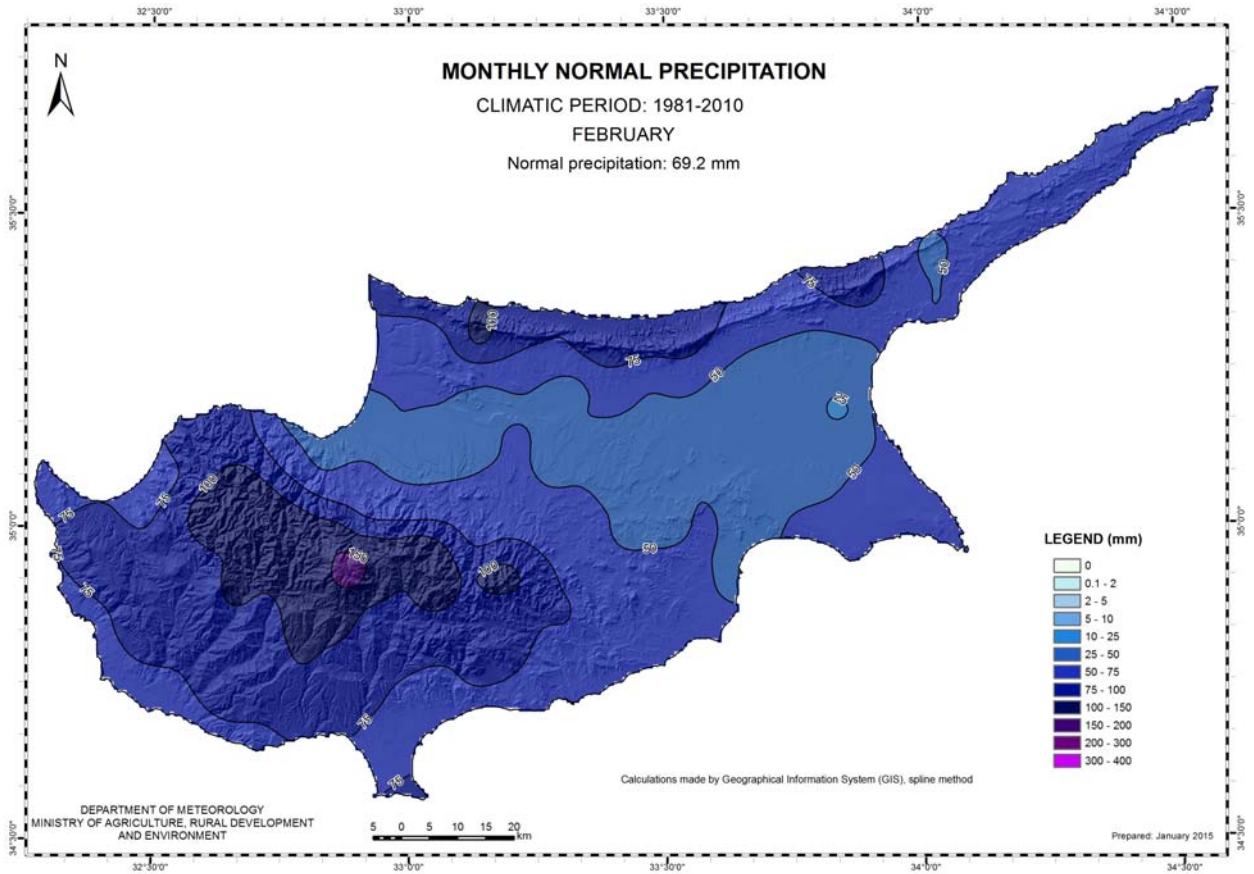 32°30'0"
33°0'0"
33°30'0"
34°0'0"
34°30'0"
N
MONTHLY NORMAL PRECIPITATION
CLIMATIC PERIOD: 1981-2010
FEBRUARY
Normal precipitation: 69.2 mm
35°30'0"
35°30'0"
50
75
100
75
50
25
50
100
75
75
75
75
150
100
50
75
75
35°0'0"
35°0'0"
LEGEND (mm)
0
0.1 - 2
2 - 5
5 - 10
10 - 25
25 - 50
50 - 75
75 - 100
100 - 150
150 - 200
200 - 300
300 - 400
Calculations made by Geographical Information System (GIS), spline method
DEPARTMENT OF METEOROLOGY
MINISTRY OF AGRICULTURE, RURAL DEVELOPMENT
AND ENVIRONMENT
5 0 5 10 15 20
km
Prepared: January 2015
34°30'0"
34°30'0"
32°30'0"
33°0'0"
33°30'0"
34°0'0"
34°30'0"